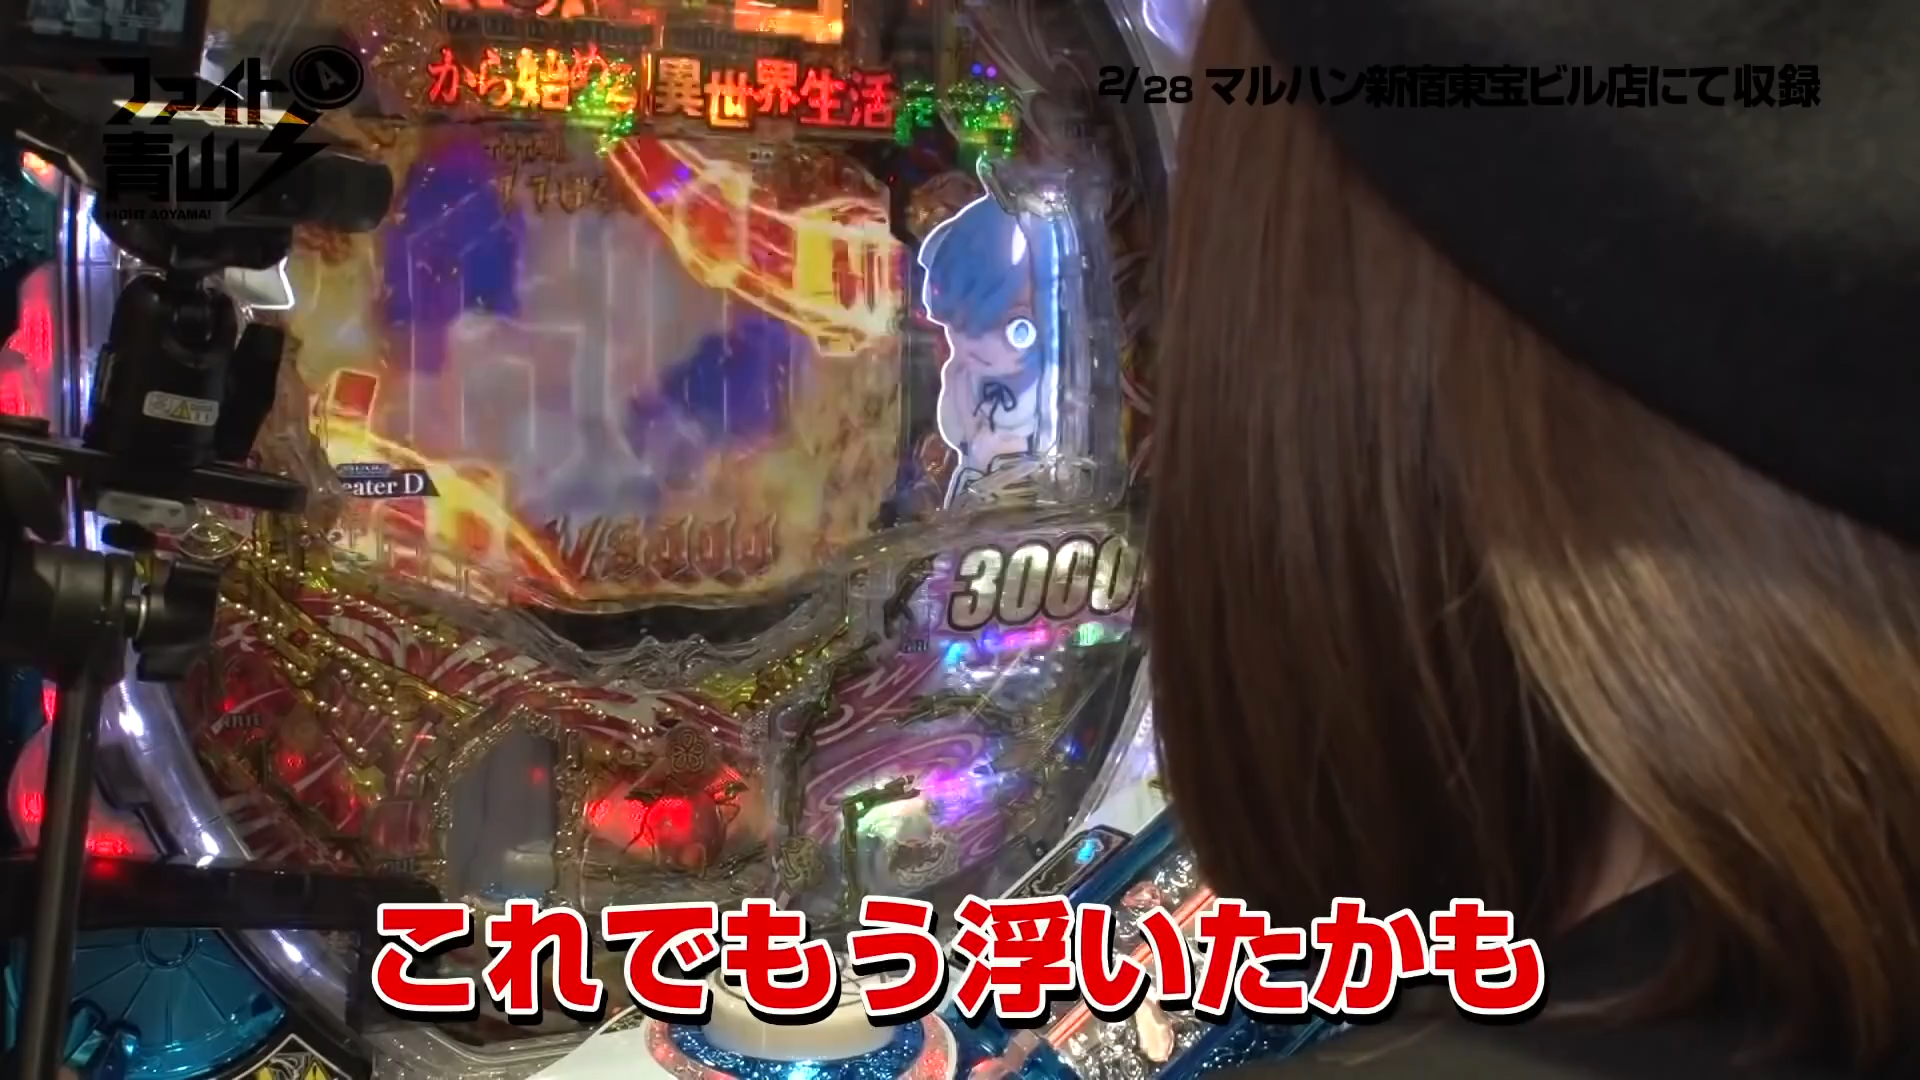 ファイト
A
青山
FIGHT AOYAMA!
2/28 マルハン新宿東宝ビル店にて収録
から始める異世界生活
eater D
3000
これでもう浮いたかも